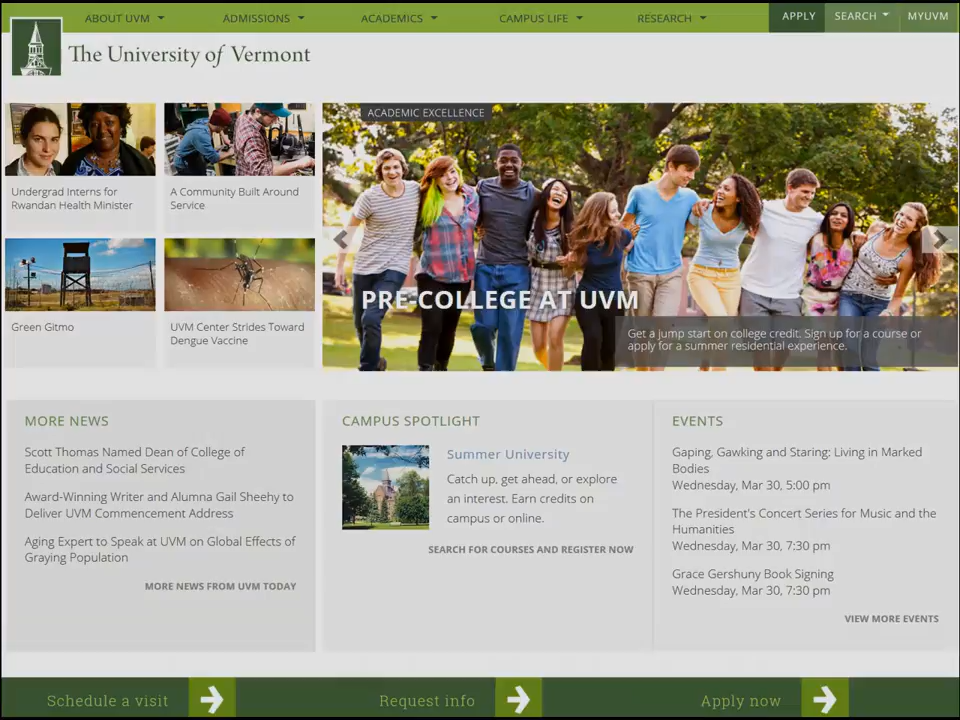 ABOUT UVM
ADMISSIONS
ACADEMICS
CAMPUS LIFE
RESEARCH
APPLY
SEARCH
MYUVM
The University of Vermont
Undergrad Interns for
Rwandan Health Minister
A Community Built Around
Service
Green Gitmo
UVM Center Strides Toward
Dengue Vaccine
ACADEMIC EXCELLENCE
PRE-COLLEGE AT UVM
Get a jump start on college credit. Sign up for a course or
apply for a summer residential experience.
MORE NEWS
Scott Thomas Named Dean of College of
Education and Social Services
Award-Winning Writer and Alumna Gail Sheehy to
Deliver UVM Commencement Address
Aging Expert to Speak at UVM on Global Effects of
Graying Population
MORE NEWS FROM UVM TODAY
CAMPUS SPOTLIGHT
Summer University
Catch up, get ahead, or explore
an interest. Earn credits on
campus or online.
SEARCH FOR COURSES AND REGISTER NOW
EVENTS
Gaping, Gawking and Staring: Living in Marked
Bodies
Wednesday, Mar 30, 5:00 pm
The President's Concert Series for Music and the
Humanities
Wednesday, Mar 30, 7:30 pm
Grace Gershuny Book Signing
Wednesday, Mar 30, 7:30 pm
VIEW MORE EVENTS
Schedule a visit
Request info
Apply now